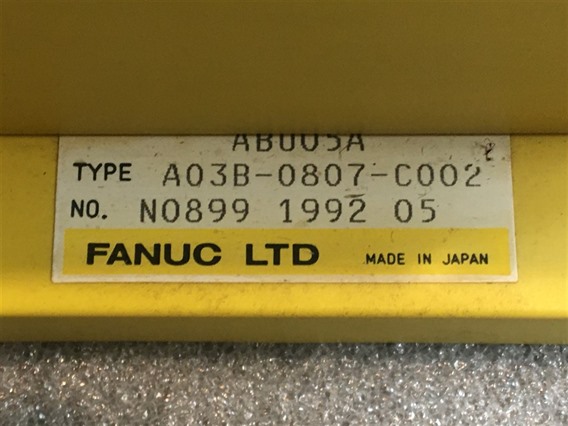 AB005A
TYPE A03B-0807-C002
NO. N0899 1992 05
FANUC LTD MADE IN JAPAN